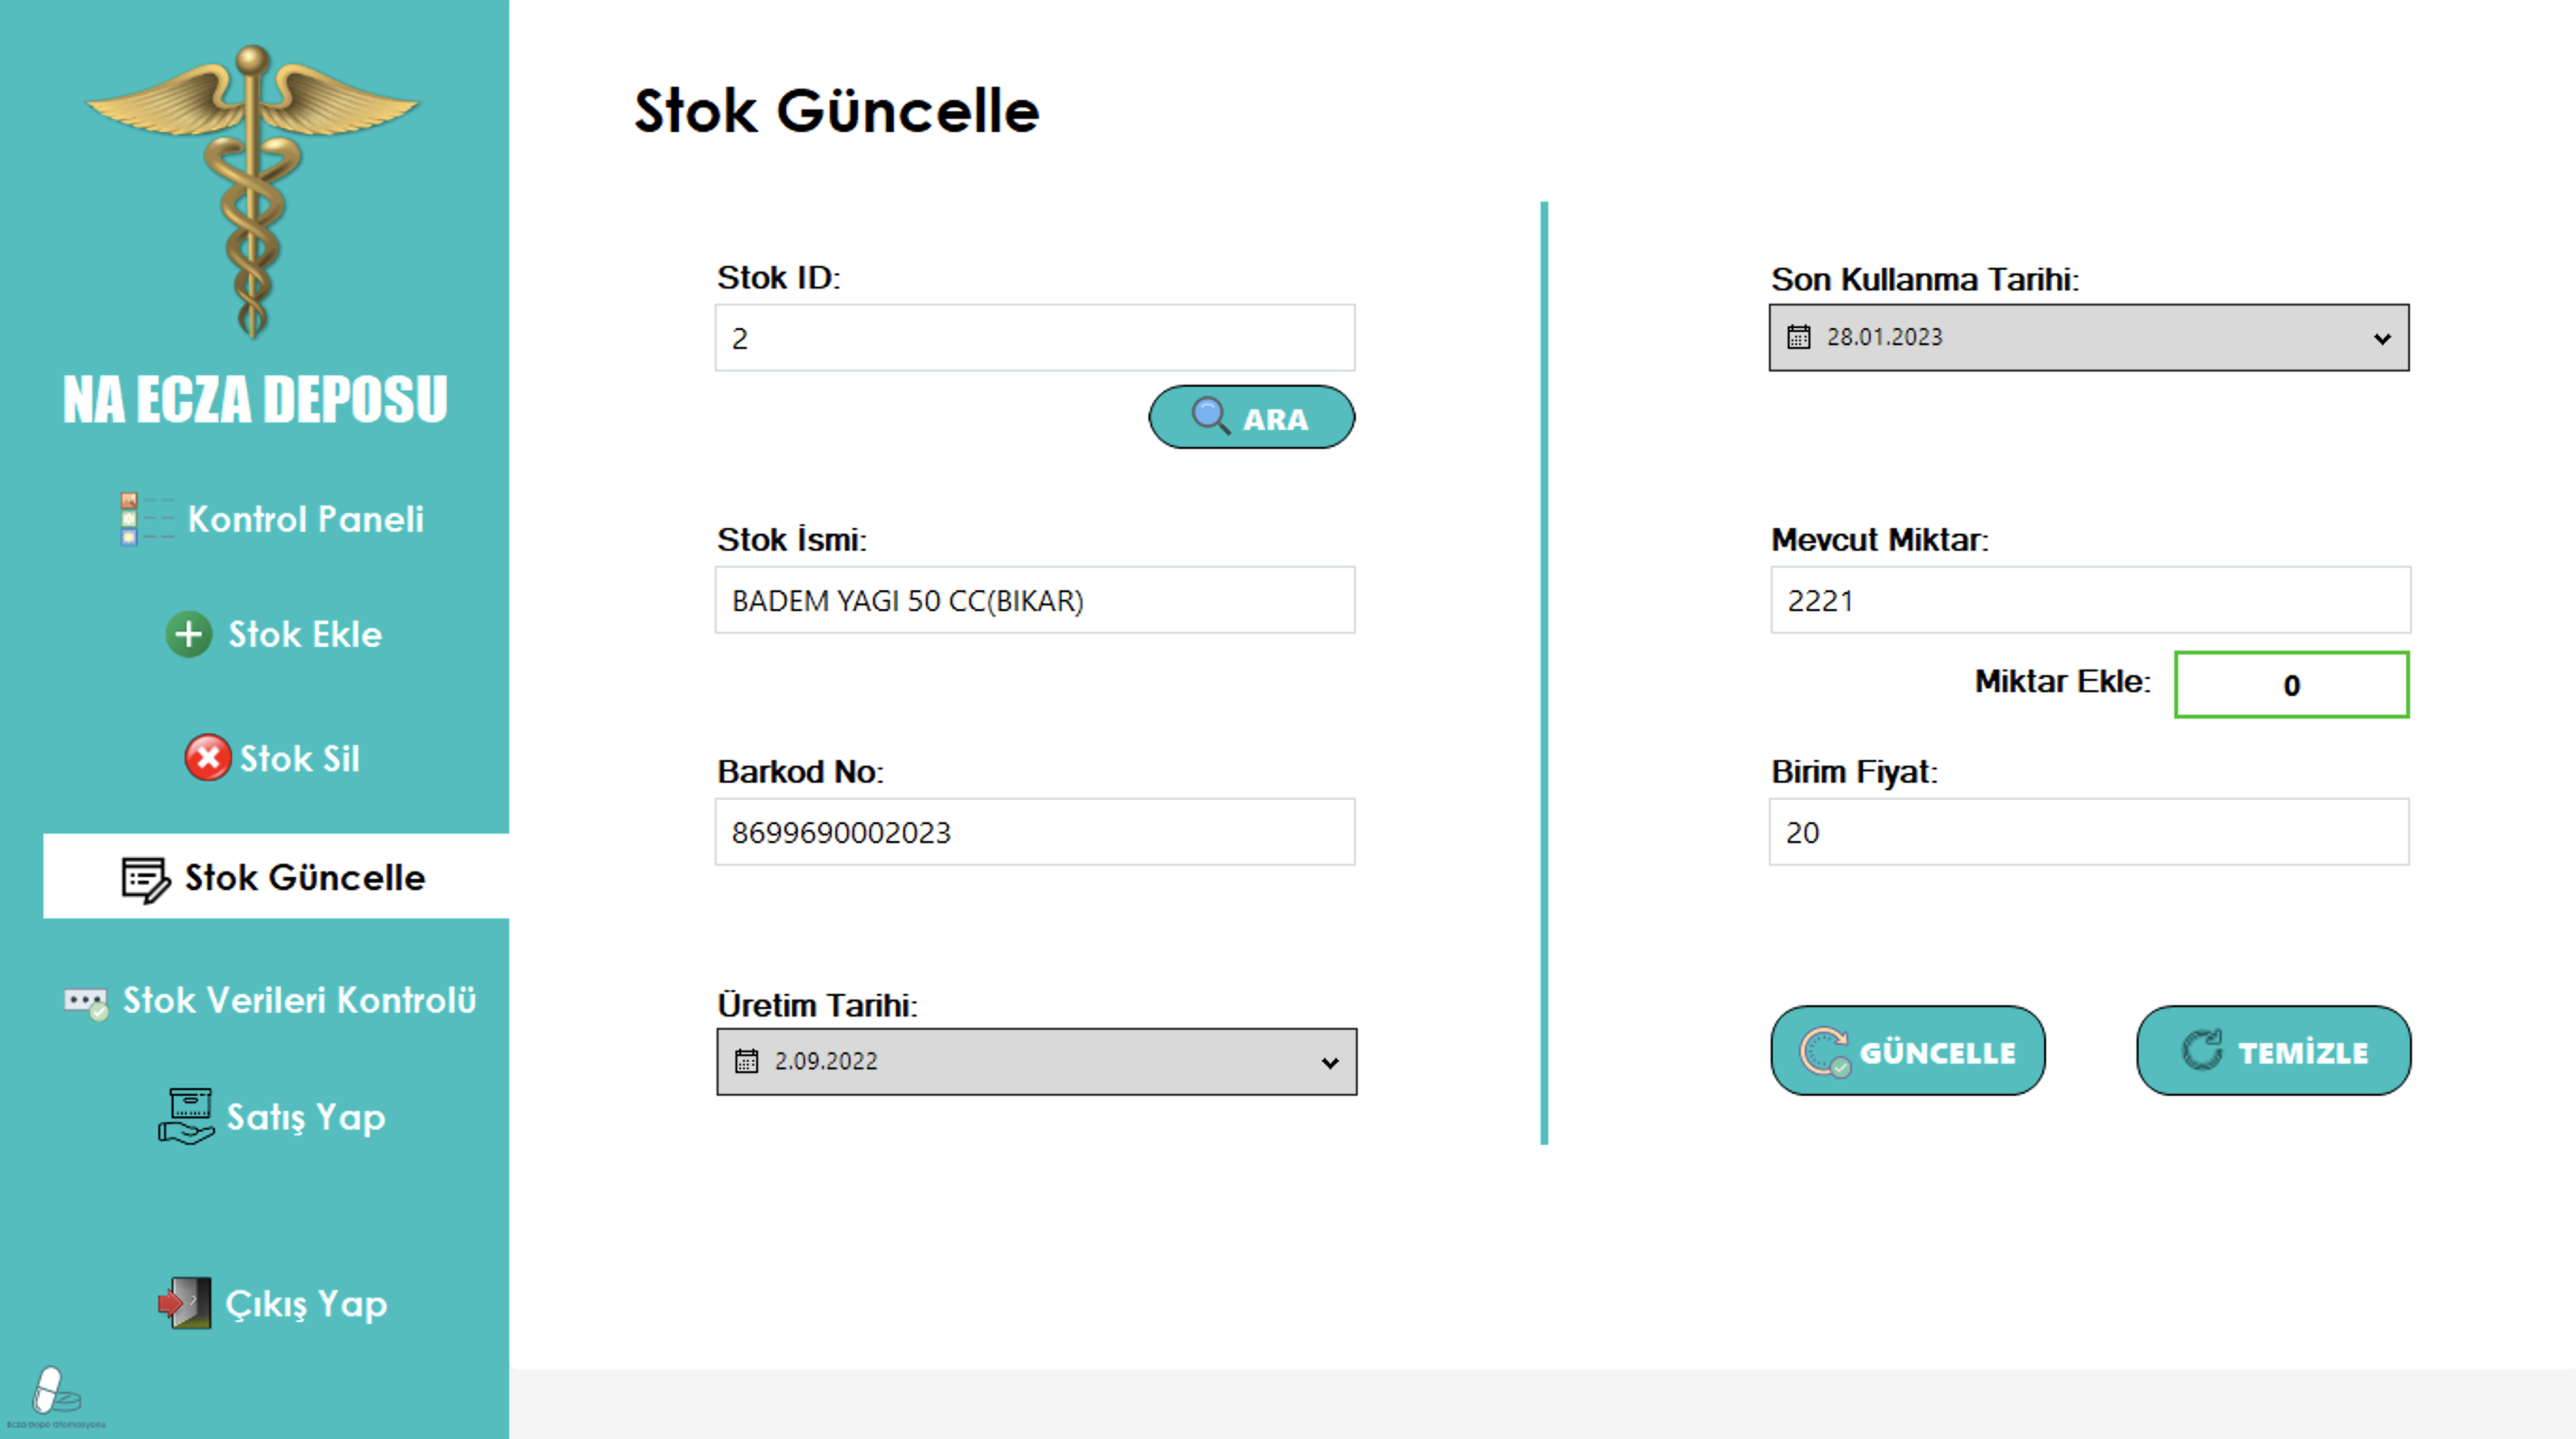 NA ECZA DEPOSU
Kontrol Paneli
Stok Ekle
Stok Sil
Stok Güncelle
Stok Verileri Kontrolü
Satış Yap
Çıkış Yap
Ecza Depo Otomasyonu
Stok Güncelle
Stok ID:
2
ARA
Stok İsmi:
BADEM YAGI 50 CC(BIKAR)
Barkod No:
8699690002023
Üretim Tarihi:
2.09.2022
Son Kullanma Tarihi:
28.01.2023
Mevcut Miktar:
2221
Miktar Ekle: 0
Birim Fiyat:
20
GÜNCELLE
TEMİZLE